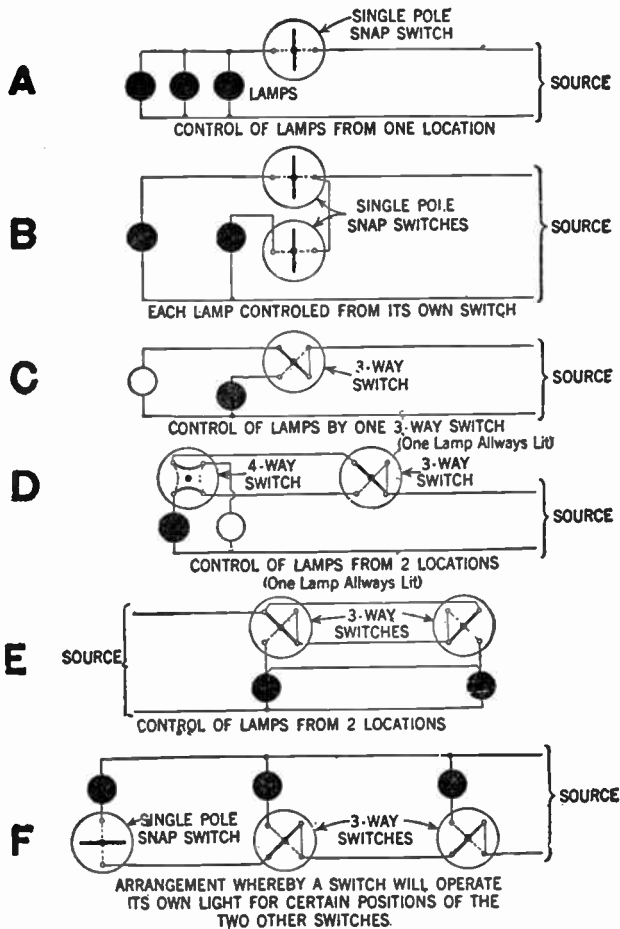 A
SINGLE POLE
SNAP SWITCH
LAMPS
SOURCE
CONTROL OF LAMPS FROM ONE LOCATION
B
SINGLE POLE
SNAP SWITCHES
SOURCE
EACH LAMP CONTROLED FROM ITS OWN SWITCH
C
3-WAY
SWITCH
SOURCE
CONTROL OF LAMPS BY ONE 3-WAY SWITCH
(One Lamp Allways Lit)
D
4-WAY
SWITCH
3-WAY
SWITCH
SOURCE
CONTROL OF LAMPS FROM 2 LOCATIONS
(One Lamp Allways Lit)
E
SOURCE
3-WAY
SWITCHES
CONTROL OF LAMPS FROM 2 LOCATIONS
F
SINGLE POLE
SNAP SWITCH
3-WAY
SWITCHES
SOURCE
ARRANGEMENT WHEREBY A SWITCH WILL OPERATE
ITS OWN LIGHT FOR CERTAIN POSITIONS OF THE
TWO OTHER SWITCHES.